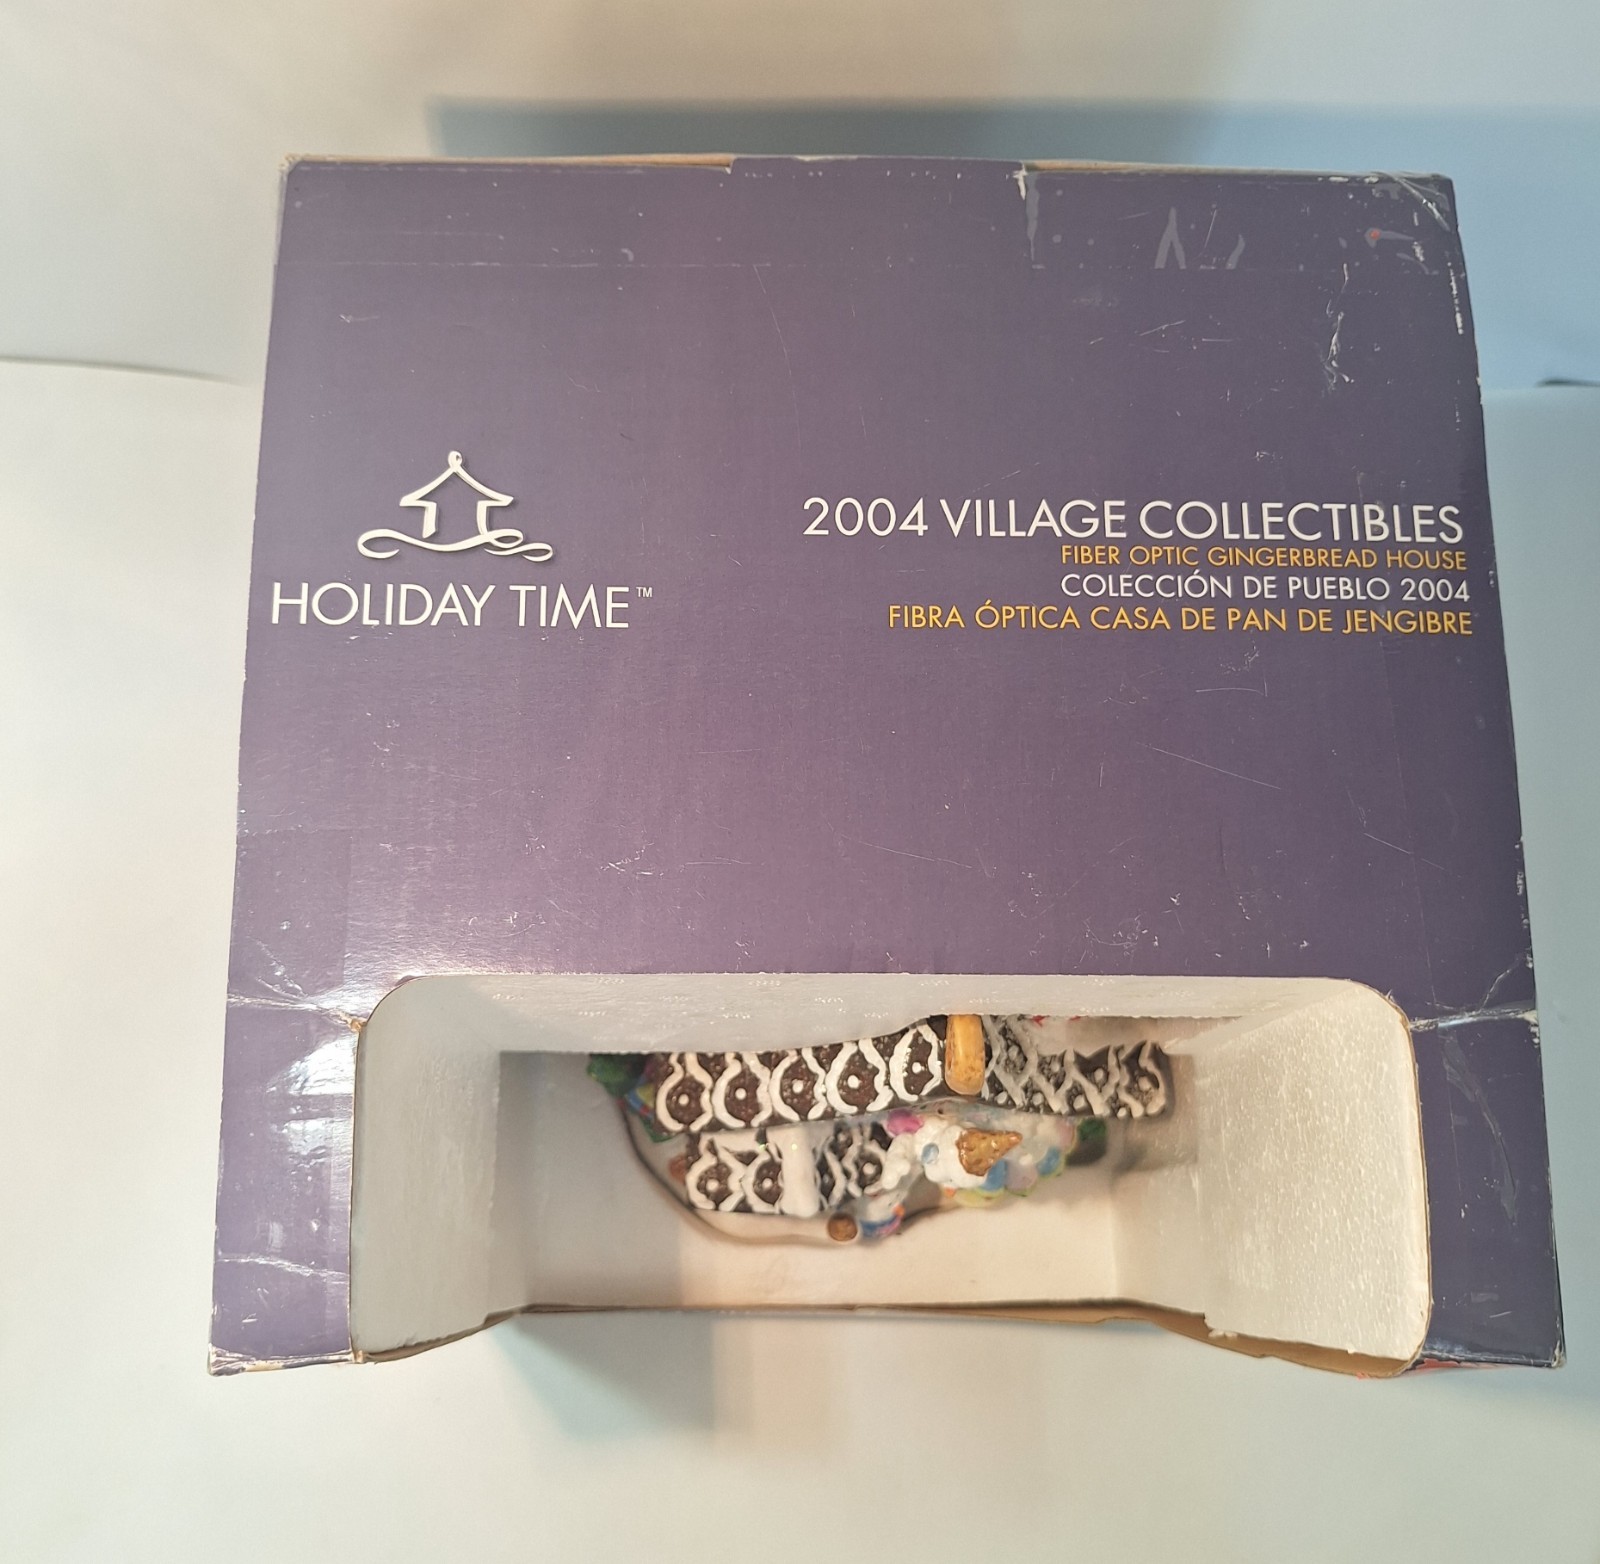 HOLIDAY TIME™
2004 VILLAGE COLLECTIBLES
FIBER OPTIC GINGERBREAD HOUSE
COLECCIÓN DE PUEBLO 2004
FIBRA ÓPTICA CASA DE PAN DE JENGIBRE